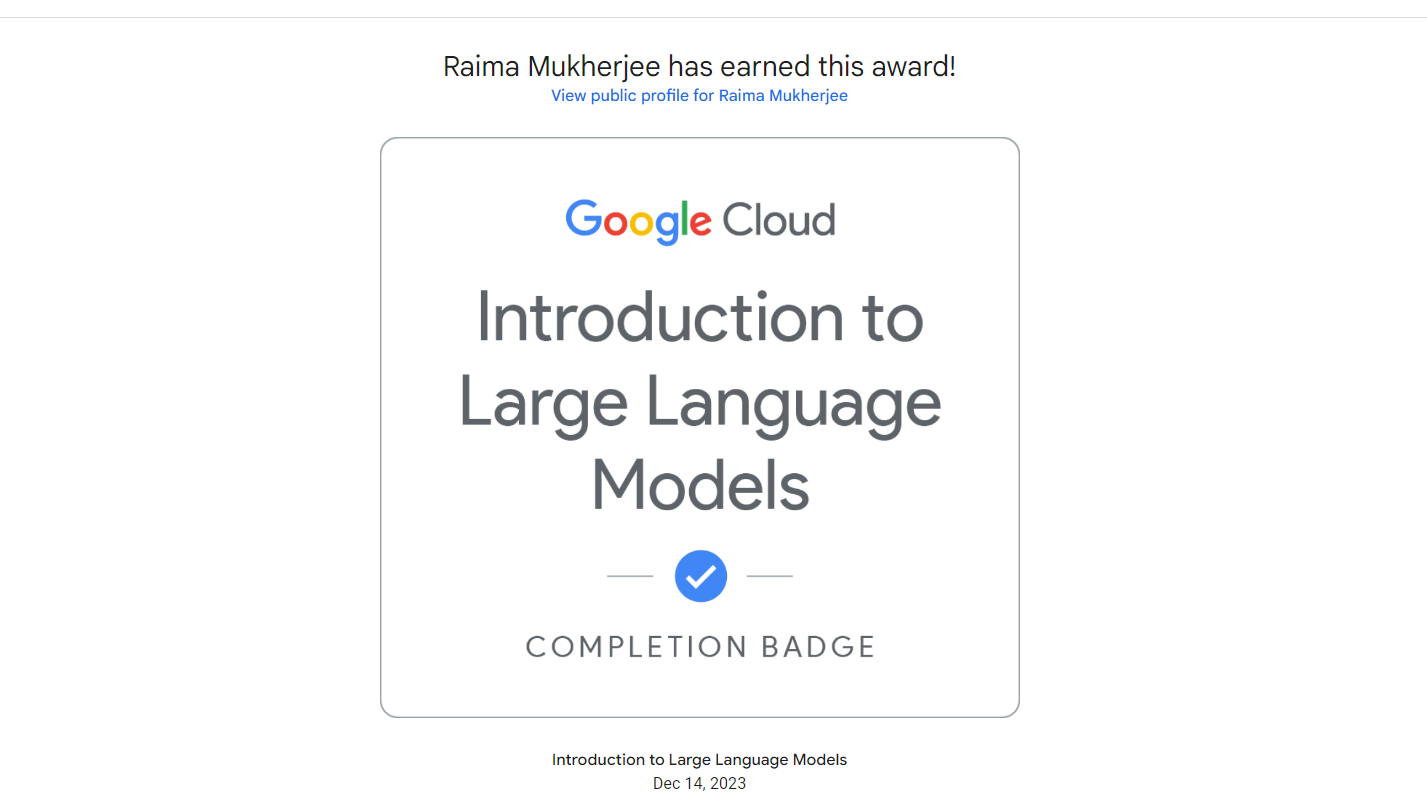 Raima Mukherjee has earned this award!
View public profile for Raima Mukherjee
Google Cloud
Introduction to
Large Language
Models
COMPLETION BADGE
Introduction to Large Language Models
Dec 14, 2023